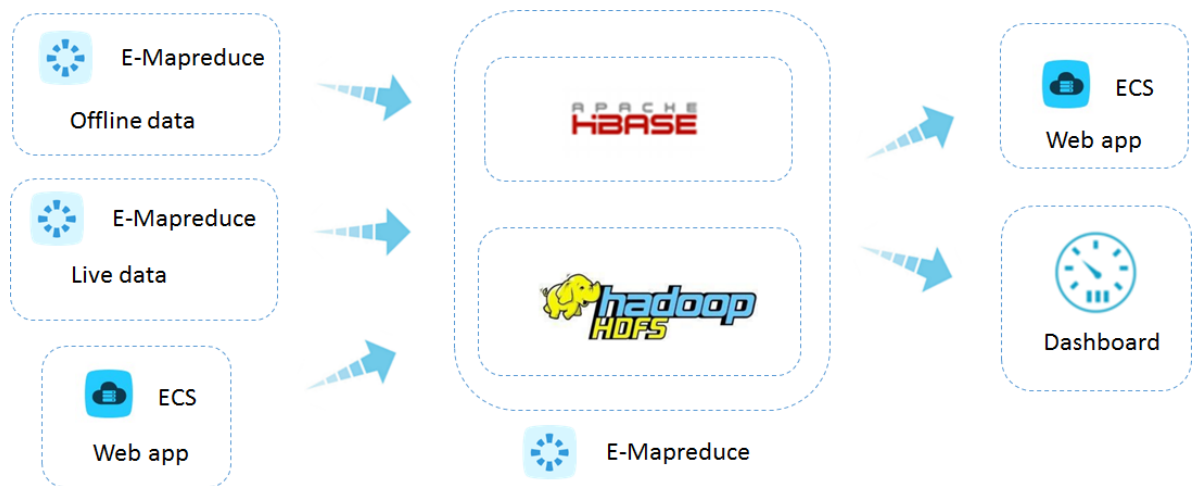 E-Mapreduce
Offline data
E-Mapreduce
Live data
ECS
Web app
APACHE
HBASE
hadoop
HDFS
E-Mapreduce
ECS
Web app
Dashboard